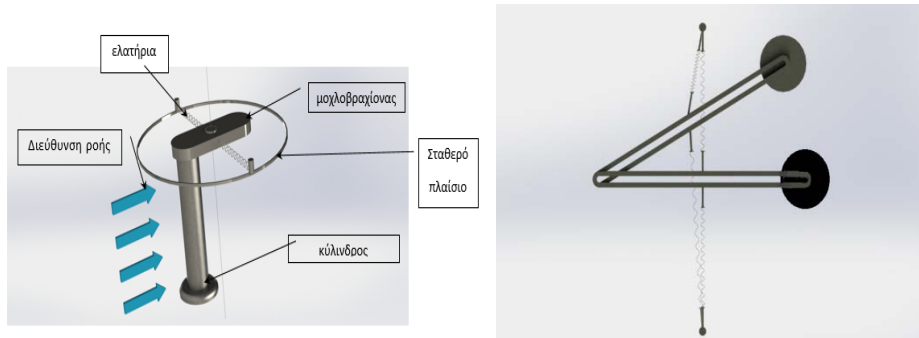 ελατήρια
μοχλοβραχίονας
Διεύθυνση ροής
Σταθερό
πλαίσιο
κύλινδρος